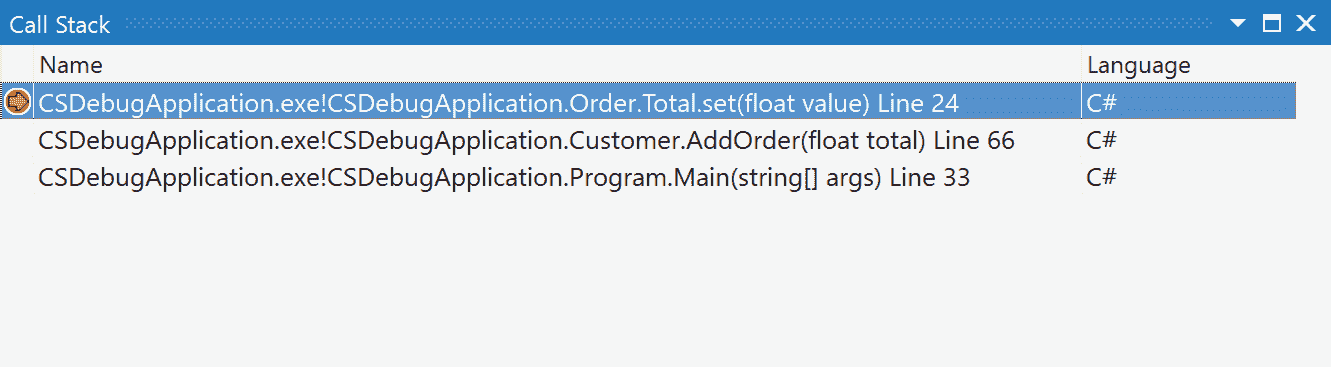 Call Stack
Name Language
CSDebugApplication.exe!CSDebugApplication.Order.Total.set(float value) Line 24 C#
CSDebugApplication.exe!CSDebugApplication.Customer.AddOrder(float total) Line 66 C#
CSDebugApplication.exe!CSDebugApplication.Program.Main(string[] args) Line 33 C#